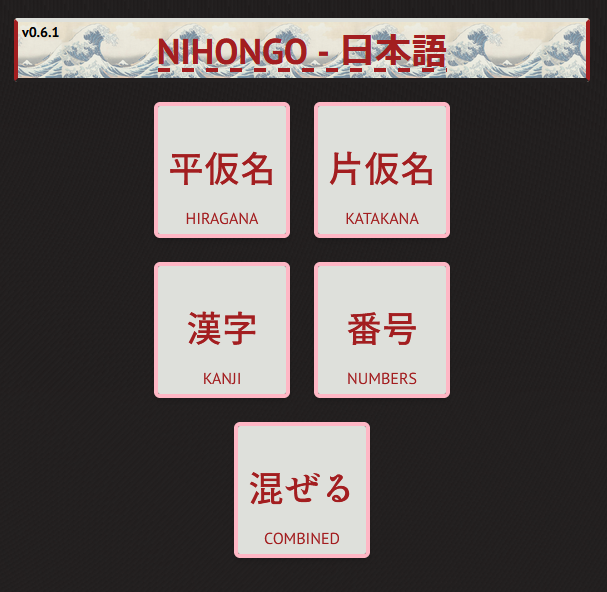 v0.6.1
NIHONGO - 日本語
平仮名
HIRAGANA
片仮名
KATAKANA
漢字
KANJI
番号
NUMBERS
混ぜる
COMBINED